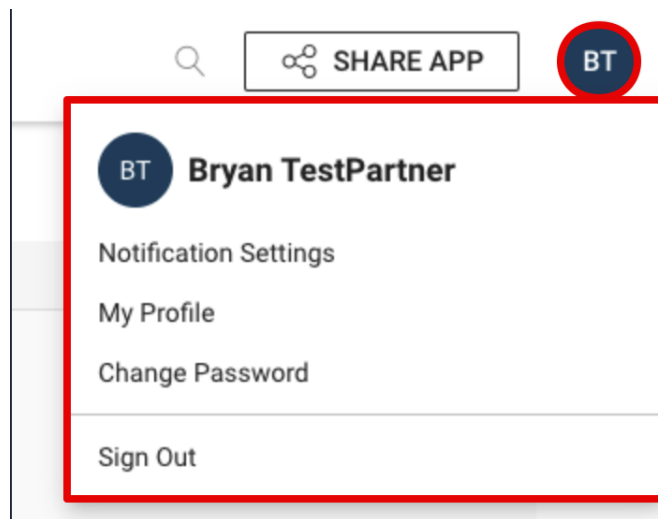 SHARE APP
BT
BT
Bryan TestPartner
Notification Settings
My Profile
Change Password
Sign Out